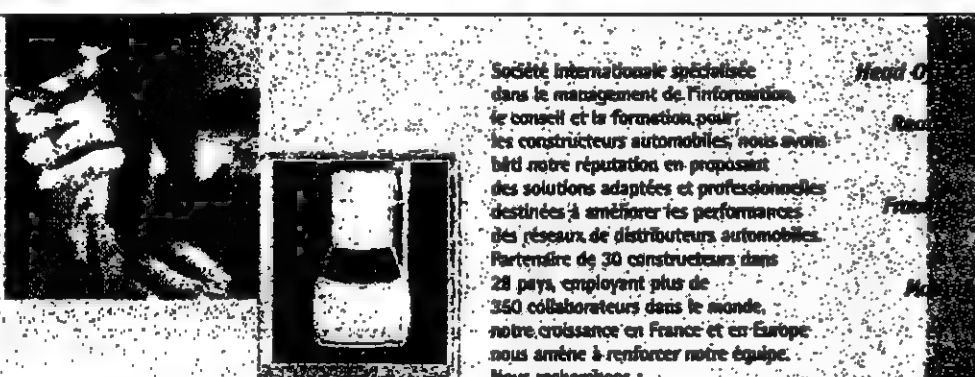 Société internationale spécialisée
dans le management de l'information,
le conseil et la formation pour
les constructeurs automobiles, nous avons
bâti notre réputation en proposant
des solutions adaptées et professionnelles
destinées à améliorer les performances
des réseaux de distributeurs automobiles.
Partenaire de 30 constructeurs dans
28 pays, employant plus de
350 collaborateurs dans le monde,
notre croissance en France et en Europe
nous amène à renforcer notre équipe.
Nous recherchons :
Head